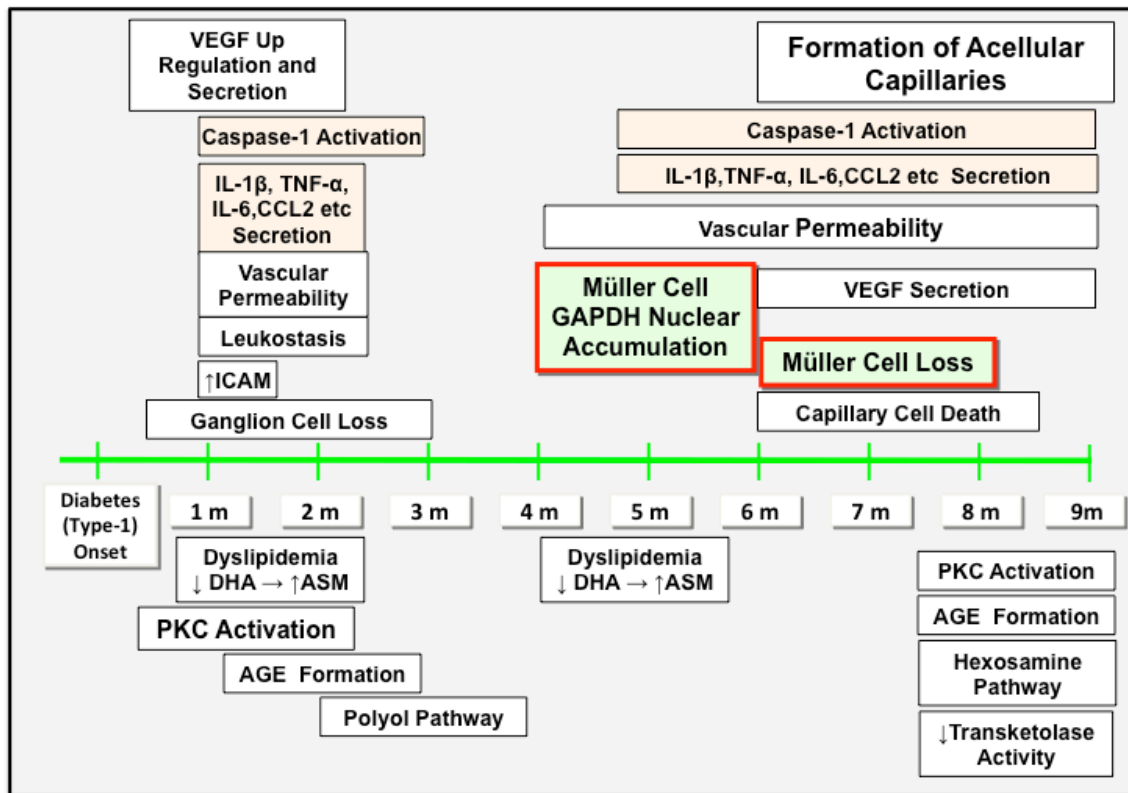 VEGF Up
Regulation and
Secretion
Caspase-1 Activation
IL-1β, TNF-α,
IL-6,CCL2 etc
Secretion
Vascular
Permeability
Leukostasis
↑ICAM
Ganglion Cell Loss
Formation of Acellular
Capillaries
Caspase-1 Activation
IL-1β,TNF-α, IL-6,CCL2 etc Secretion
Vascular Permeability
Müller Cell
GAPDH Nuclear
Accumulation
VEGF Secretion
Müller Cell Loss
Capillary Cell Death
Diabetes
(Type-1)
Onset
1 m
2 m
3 m
4 m
5 m
6 m
7 m
8 m
9m
Dyslipidemia
↓ DHA → ↑ASM
PKC Activation
AGE Formation
Polyol Pathway
Dyslipidemia
↓ DHA → ↑ASM
PKC Activation
AGE Formation
Hexosamine
Pathway
↓Transketolase
Activity